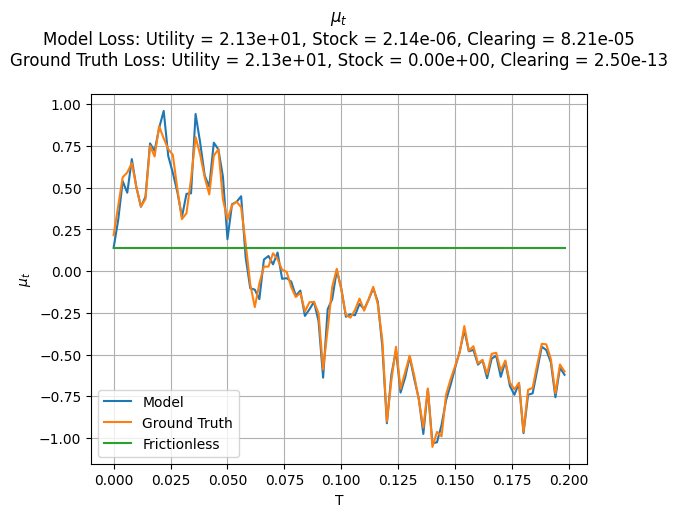 μ_t
Model Loss: Utility = 2.13e+01, Stock = 2.14e-06, Clearing = 8.21e-05
Ground Truth Loss: Utility = 2.13e+01, Stock = 0.00e+00, Clearing = 2.50e-13
1.00
0.75
0.50
0.25
0.00
−0.25
−0.50
−0.75
−1.00
μ_t
Model
Ground Truth
Frictionless
0.000
0.025
0.050
0.075
0.100
0.125
0.150
0.175
0.200
T